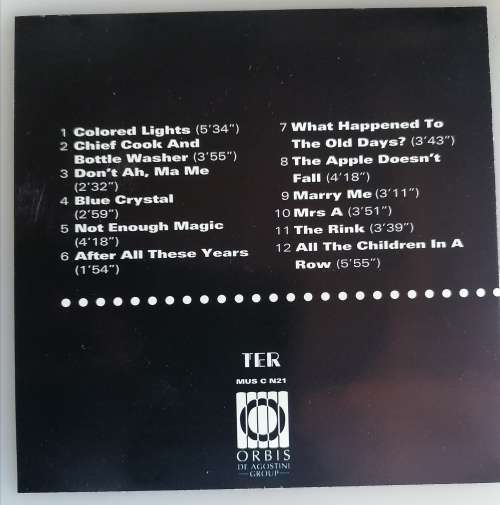 1 Colored Lights (5'34")
2 Chief Cook And
Bottle Washer (3'55")
3 Don't Ah, Ma Me
(2'32")
4 Blue Crystal
(2'59")
5 Not Enough Magic
(4'18")
6 After All These Years
(1'54")
7 What Happened To
The Old Days? (3'43")
8 The Apple Doesn't
Fall (4'18")
9 Marry Me (3'11")
10 Mrs A (3'51")
11 The Rink (3'39")
12 All The Children In A
Row (5'55")
TER
MUS C N21
ORBIS
DE AGOSTINI
GROUP